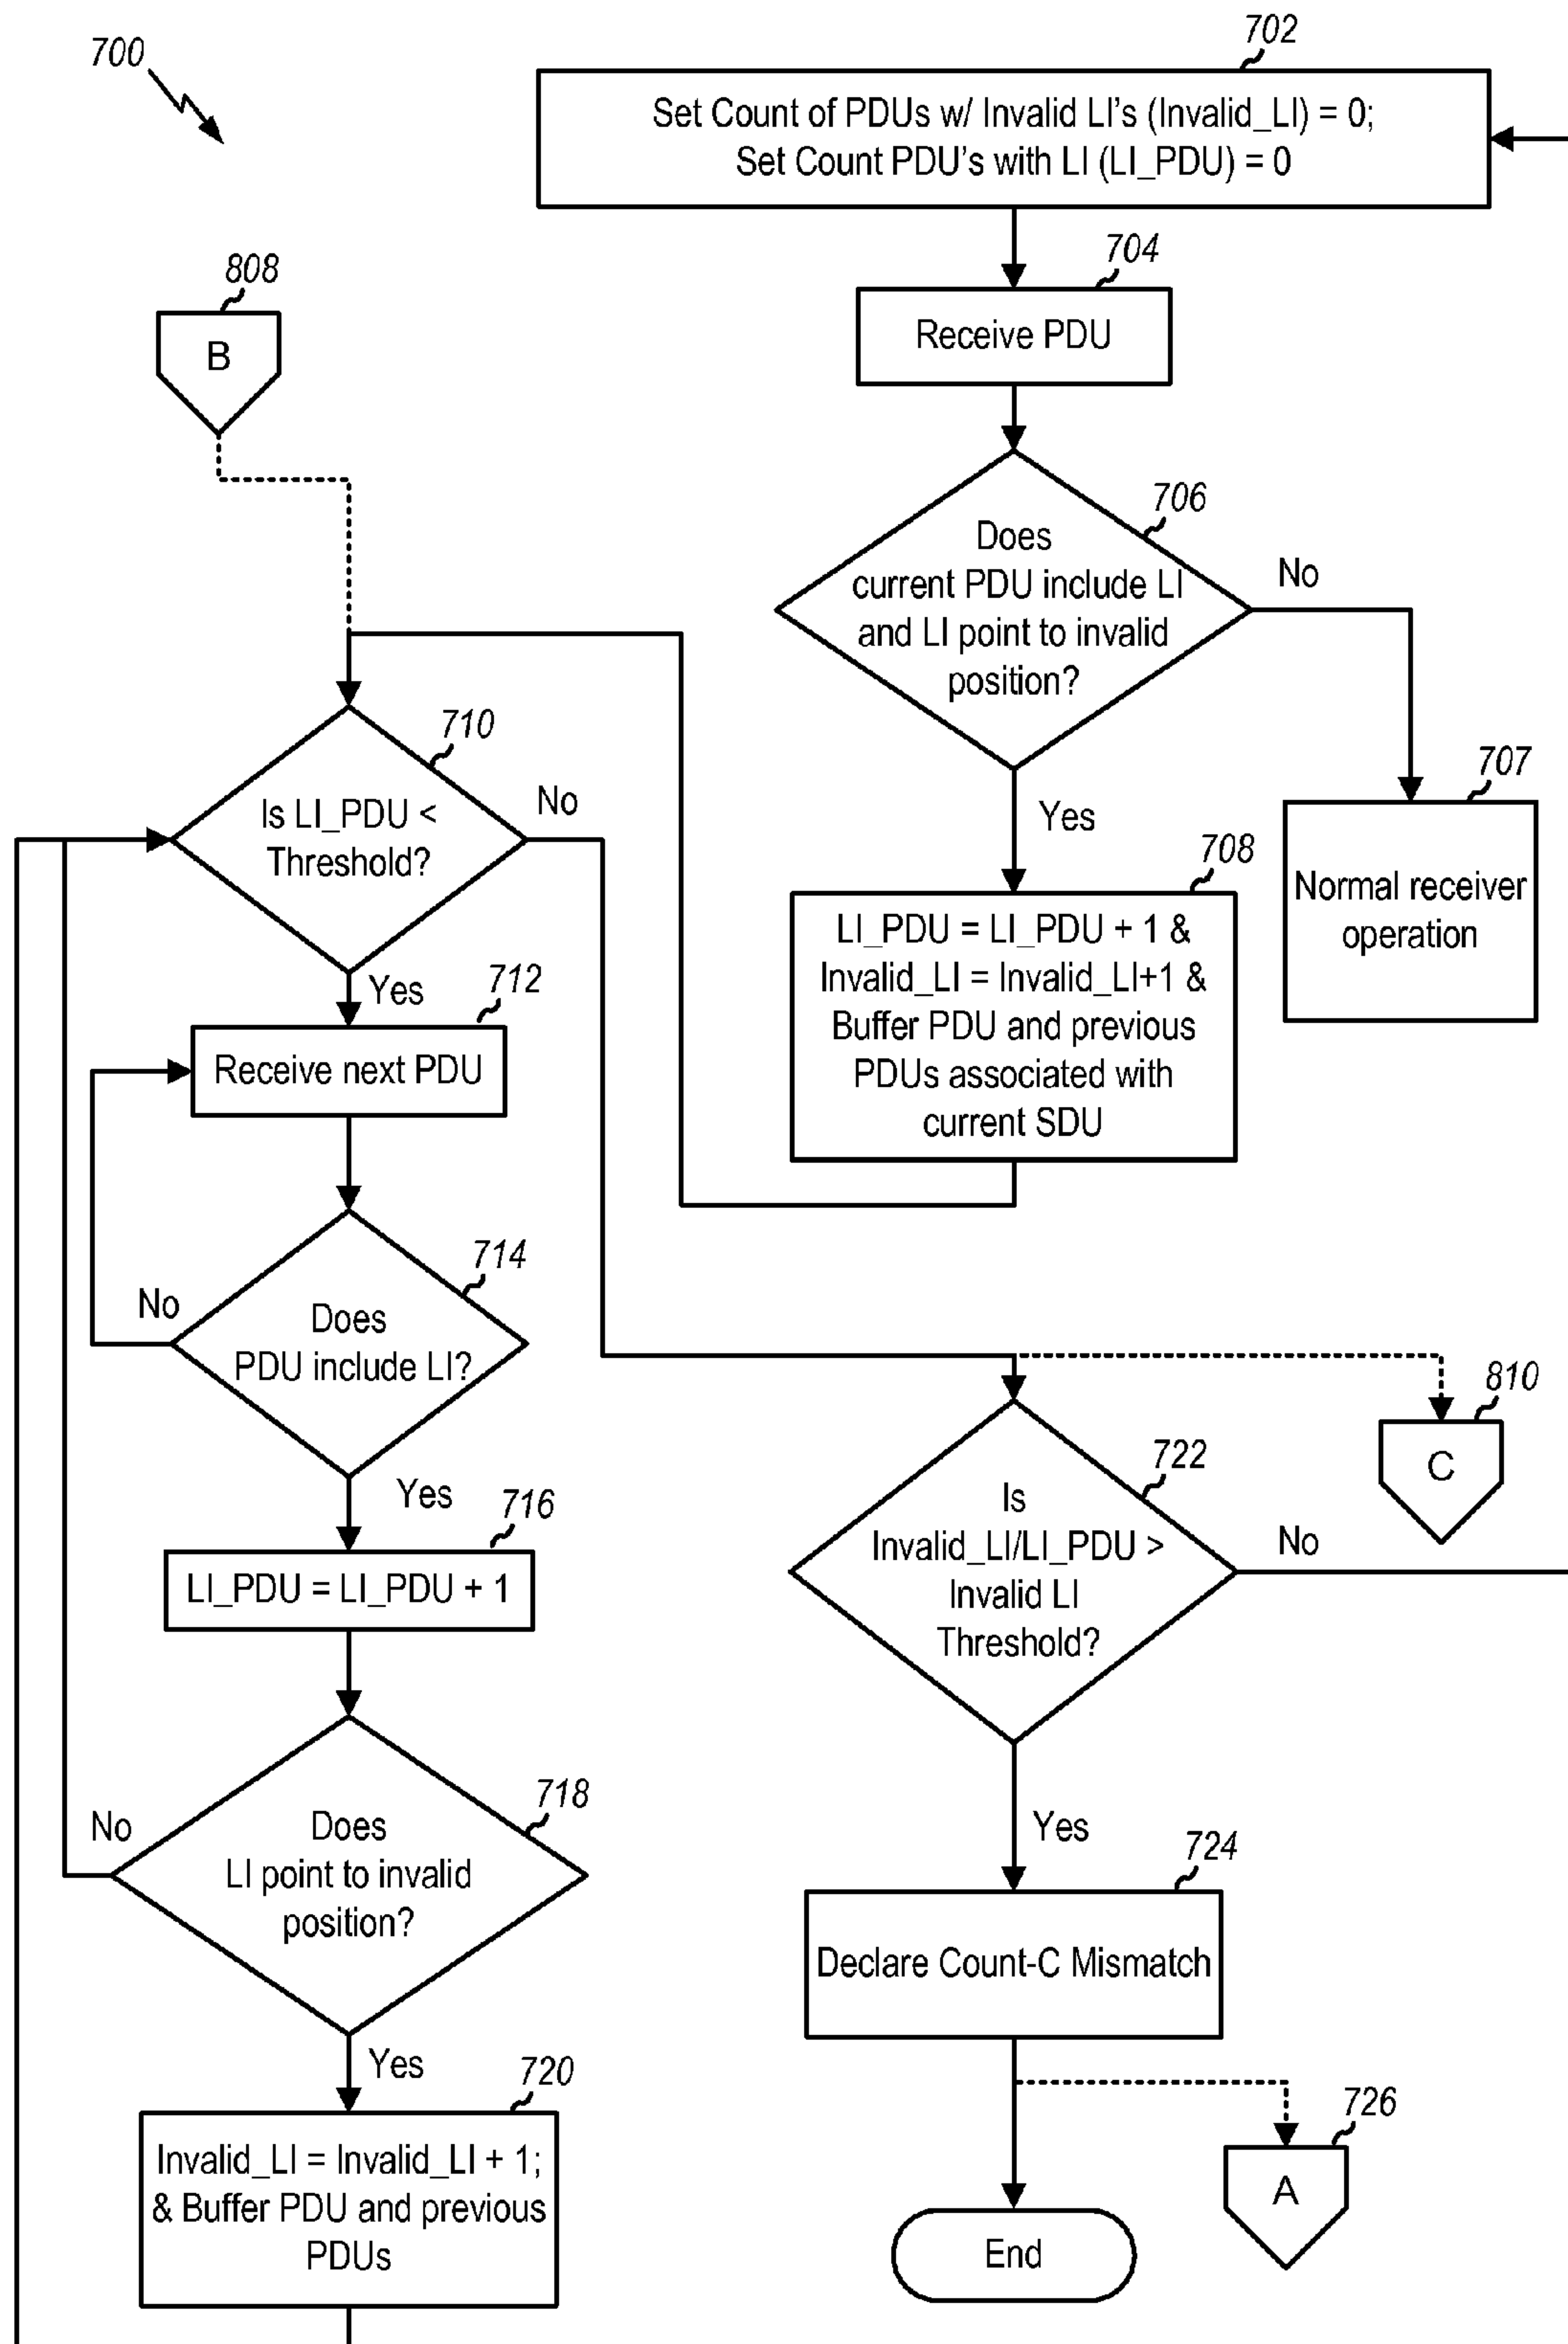 700
702
Set Count of PDUs w/ Invalid LI's (Invalid_LI) = 0;
Set Count PDU's with LI (LI_PDU) = 0
704
Receive PDU
808
B
706
Does
current PDU include LI
and LI point to invalid
position?
No
Yes
707
Normal receiver
operation
708
LI_PDU = LI_PDU + 1 &
Invalid_LI = Invalid_LI+1 &
Buffer PDU and previous
PDUs associated with
current SDU
710
Is LI_PDU <
Threshold?
No
Yes
712
Receive next PDU
714
Does
PDU include LI?
No
Yes
716
LI_PDU = LI_PDU + 1
718
Does
LI point to invalid
position?
No
Yes
720
Invalid_LI = Invalid_LI + 1;
& Buffer PDU and previous
PDUs
810
C
722
Is
Invalid_LI/LI_PDU >
Invalid LI
Threshold?
No
Yes
724
Declare Count-C Mismatch
726
A
End